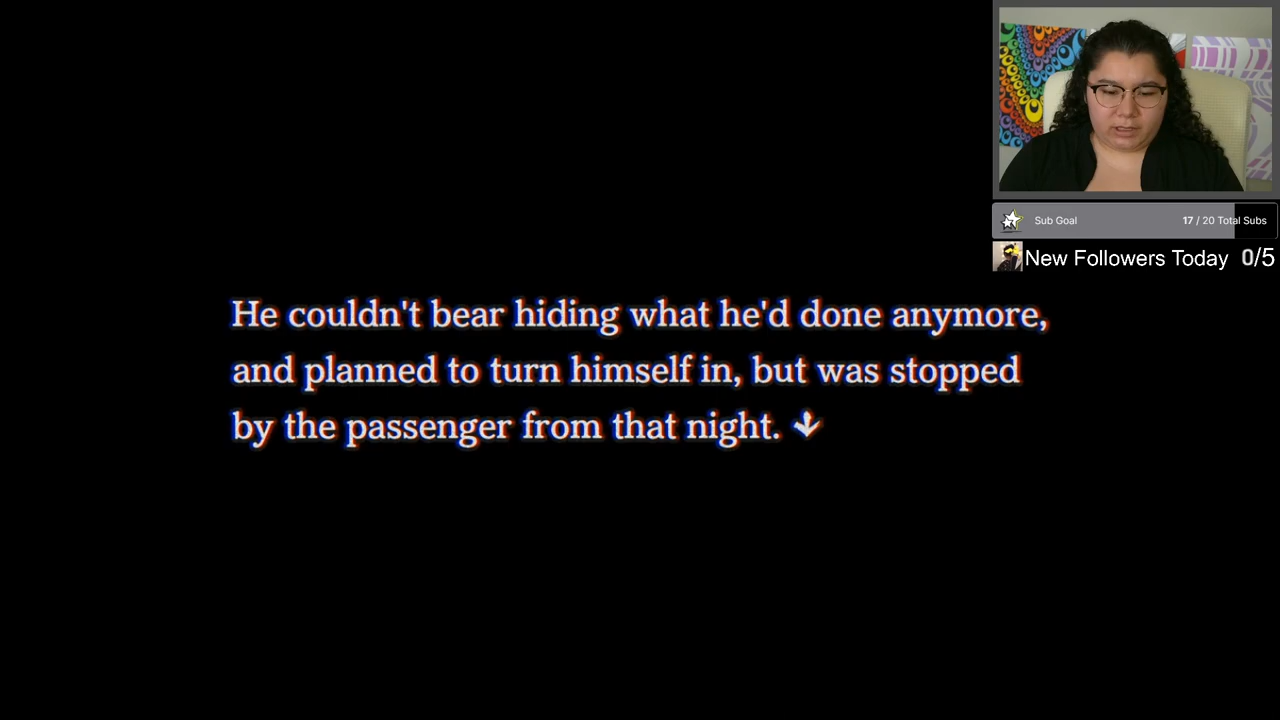 Sub Goal
17 / 20 Total Subs
New Followers Today 0/5
He couldn't bear hiding what he'd done anymore,
and planned to turn himself in, but was stopped
by the passenger from that night.